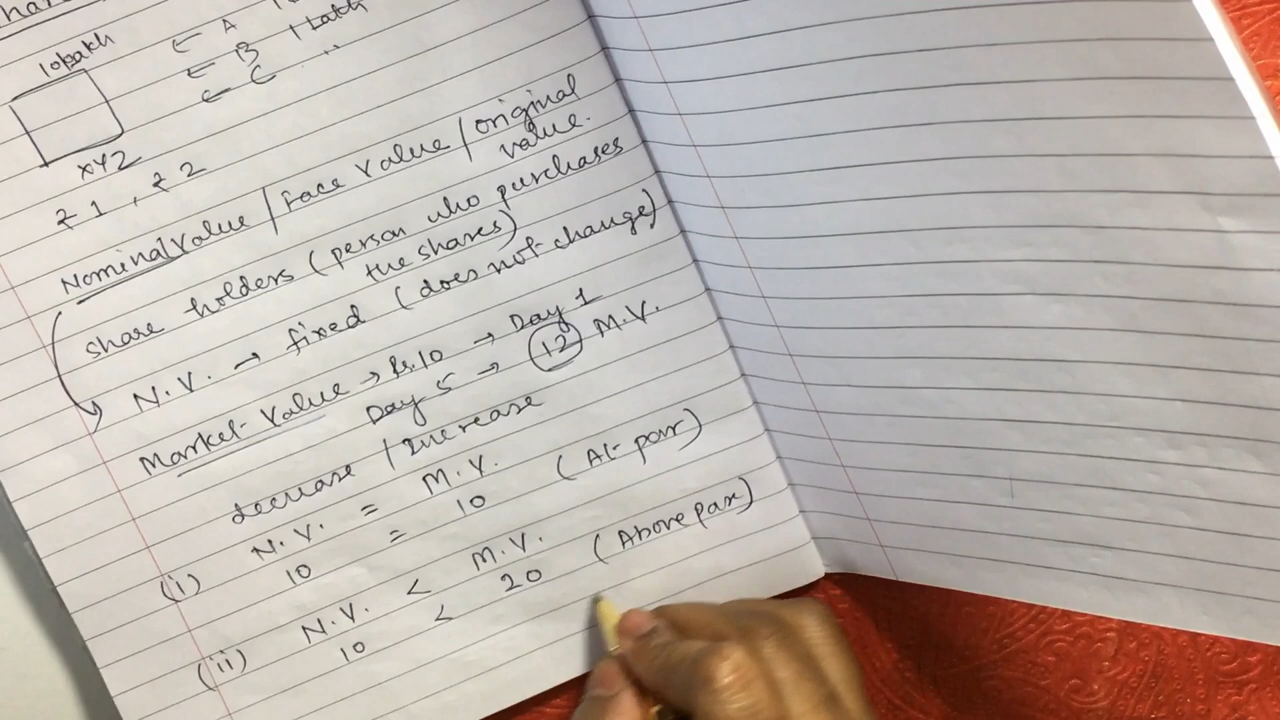 10 lakh
← A
← B 1 lakh
← C "
XYZ
₹ 1, ₹ 2
Nominal Value / Face Value / original value.
share holders (person who purchases the shares)
N.V. → fixed (does not change)
Market Value → Rs.10 → Day 1
Day 5 → 12 M.V.
decrease / Increase
(i) N.V. = M.V.
10 = 10 (At par)
(ii) N.V. < M.V.
10 < 20 (Above par)